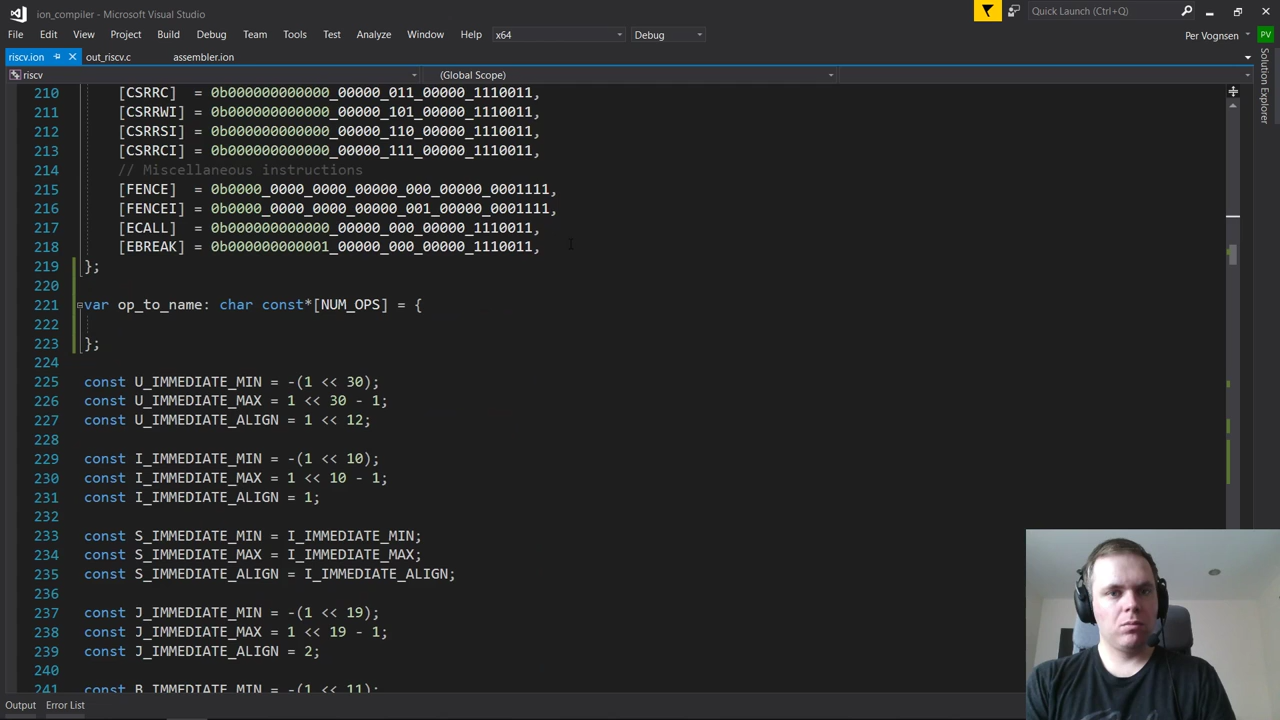 ion_compiler - Microsoft Visual Studio
Quick Launch (Ctrl+Q)
File Edit View Project Build Debug Team Tools Test Analyze Window Help x64 Debug
Per Vognsen PV
riscv.ion out_riscv.c assembler.ion
riscv (Global Scope)
Solution Explorer
210 [CSRRC] = 0b000000000000_00000_011_00000_1110011,
211 [CSRRWI] = 0b000000000000_00000_101_00000_1110011,
212 [CSRRSI] = 0b000000000000_00000_110_00000_1110011,
213 [CSRRCI] = 0b000000000000_00000_111_00000_1110011,
214 // Miscellaneous instructions
215 [FENCE] = 0b0000_0000_0000_00000_000_00000_0001111,
216 [FENCEI] = 0b0000_0000_0000_00000_001_00000_0001111,
217 [ECALL] = 0b000000000000_00000_000_00000_1110011,
218 [EBREAK] = 0b000000000001_00000_000_00000_1110011,
219 };
220
221 var op_to_name: char const*[NUM_OPS] = {
222
223 };
224
225 const U_IMMEDIATE_MIN = -(1 << 30);
226 const U_IMMEDIATE_MAX = 1 << 30 - 1;
227 const U_IMMEDIATE_ALIGN = 1 << 12;
228
229 const I_IMMEDIATE_MIN = -(1 << 10);
230 const I_IMMEDIATE_MAX = 1 << 10 - 1;
231 const I_IMMEDIATE_ALIGN = 1;
232
233 const S_IMMEDIATE_MIN = I_IMMEDIATE_MIN;
234 const S_IMMEDIATE_MAX = I_IMMEDIATE_MAX;
235 const S_IMMEDIATE_ALIGN = I_IMMEDIATE_ALIGN;
236
237 const J_IMMEDIATE_MIN = -(1 << 19);
238 const J_IMMEDIATE_MAX = 1 << 19 - 1;
239 const J_IMMEDIATE_ALIGN = 2;
240
241 const B_IMMEDIATE_MIN = -(1 << 11);
Output Error List